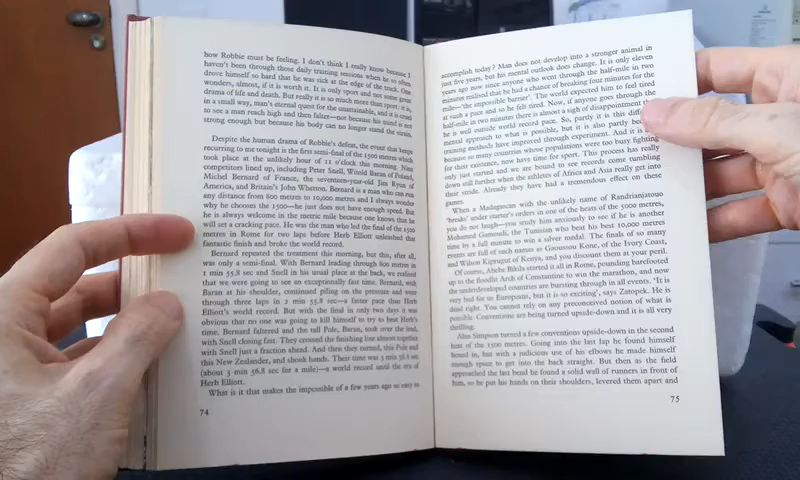 how Robbie must be feeling. I don't think I really know because I
haven't been through those daily training sessions when he so often
drove himself so hard that he was sick at the edge of the track. One
wonders, almost, if it is worth it. It is only sport and not some great
drama of life and death. But really it is so much more than sport: it is,
in a small way, man's eternal quest for the unattainable, and it is cruel
to see a man reach high and then falter—not because his mind is not
strong enough but because his body can no longer stand the strain,
Despite the human drama of Robbie's defeat, the event that keeps
recurring to me tonight is the first semi-final of the 1500 metres which
took place at the unlikely hour of 11 o'clock this morning. Nine
competitors lined up, including Peter Snell, Witold Baran of Poland,
Michel Bernard of France, the seventeen-year-old Jim Ryun of
America, and Britain's John Whetton. Bernard is a man who can run
any distance from 800 metres to 10,000 metres and I always wonder
why he chooses the 1500—he just does not have enough speed. But
he is always welcome in the metric mile because one knows that he
will set a cracking pace. He was the man who led the final of the 1500
metres in Rome for two laps before Herb Elliott unleashed that
fantastic finish and broke the world record.
Bernard repeated the treatment this morning, but this, after all,
was only a semi-final. With Bernard leading through 800 metres in
1 min 55.8 sec and Snell in his usual place at the back, we realised
that we were going to see an exceptionally fast time. Bernard, with
Baran at his shoulder, continued piling on the pressure and went
through three laps in 2 min 55.8 sec—a faster pace than Herb
Elliott's world record. But with the final in only two days it was
obvious that no one was going to kill himself to try to beat Herb's
time. Bernard faltered and the tall Pole, Baran, took over the lead,
with Snell closing fast. They crossed the finishing line almost together
with Snell just a fraction ahead. And then they turned, this Pole and
this New Zealander, and shook hands. Their time was 3 min 38.8 sec
(about 3 min 56.8 sec for a mile)—a world record until the era of
Herb Elliott.
What is it that makes the impossible of a few years ago so easy to
74
accomplish today? Man does not develop into a stronger animal in
just five years, but his mental outlook does change. It is only eleven
years ago now since anyone who went through the half-mile in two
minutes realised that he had a chance of breaking four minutes for the
mile—'the impossible barrier'. The world expected him to feel tired
at such a pace and so he felt tired. Now, if anyone goes through the
half-mile in two minutes there is almost a sigh of disappointment
he is well outside world record pace. So, partly it is this
mental approach to what is possible, but it is also partly
training methods have improved through experiment. And it is
because so many countries whose populations were too busy fighting
for their existence, now have time for sport. This process has really
only just started and we are bound to see records come tumbling
down still further when the athletes of Africa and Asia really get into
their stride. Already they have had a tremendous effect on these
games.
When a Madagascan with the unlikely name of Randrianjatouo
'breaks' under starter's orders in one of the heats of the 5000 metres,
you do not laugh—you study him anxiously to see if he is another
Mohamed Gamoudi, the Tunisian who beat his best 10,000 metres
time by a full minute to win a silver medal. The finals of so many
events are full of such names as Gaoussou Kone, of the Ivory Coast,
and Wilson Kiprugut of Kenya, and you discount them at your peril.
Of course, Abebe Bikila started it all in Rome, pounding barefooted
up to the floodlit Arch of Constantine to win the marathon, and now
the underdeveloped countries are bursting through in all events. 'It is
very bad for us Europeans, but it is so exciting', says Zatopek. He is
dead right. You cannot rely on any preconceived notion of what is
possible. Conventions are being turned upside-down and it is all very
thrilling.
Alan Simpson turned a few conventions upside-down in the second
heat of the 1500 metres. Going into the last lap he found himself
boxed in, but with a judicious use of his elbows he made himself
enough space to get into the back straight. But then as the field
approached the last bend he found a solid wall of runners in front of
him, so he put his hands on their shoulders, levered them apart and
75